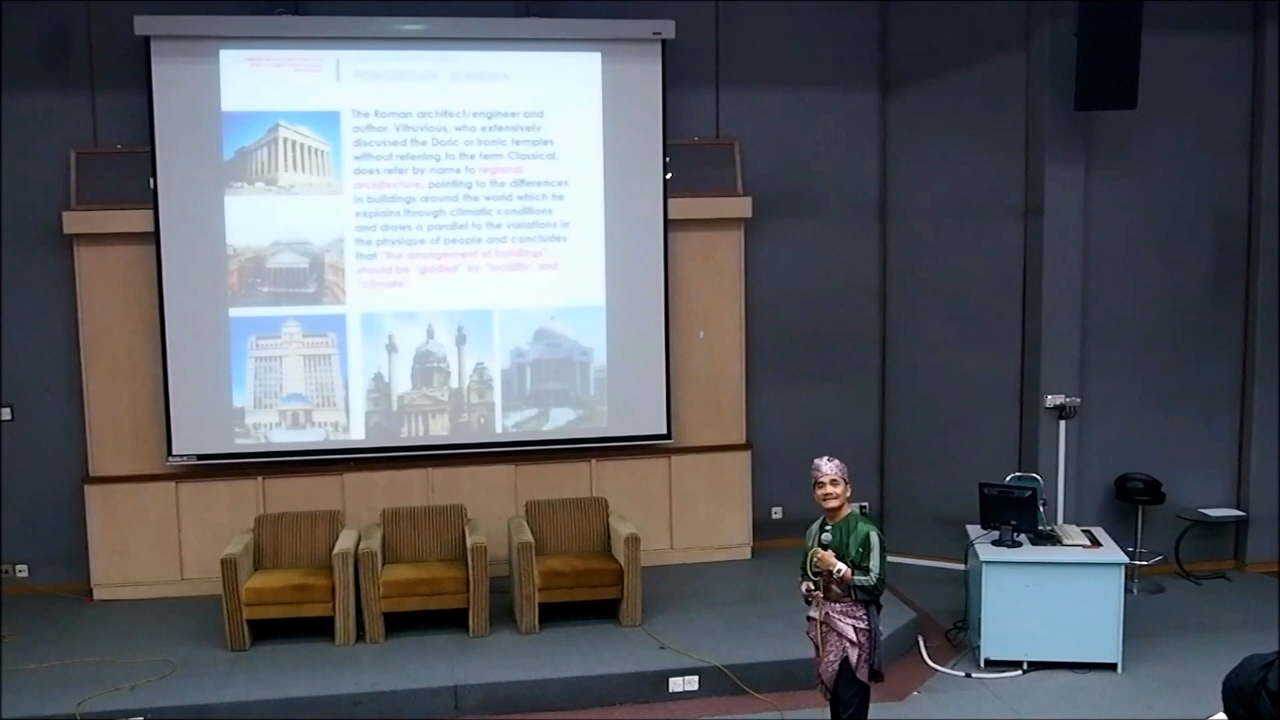 The Roman architect/engineer and
author, Vitruvious, who extensively
discussed the Doric or Ironic temples
without referring to the term Classical,
does refer by name to regional
architecture, pointing to the differences
in buildings around the world which he
explains through climatic conditions
and draws a parallel to the variations in
the physique of people and concludes
that "the arrangement of buildings"
should be "guided" by "locality" and
"climate"